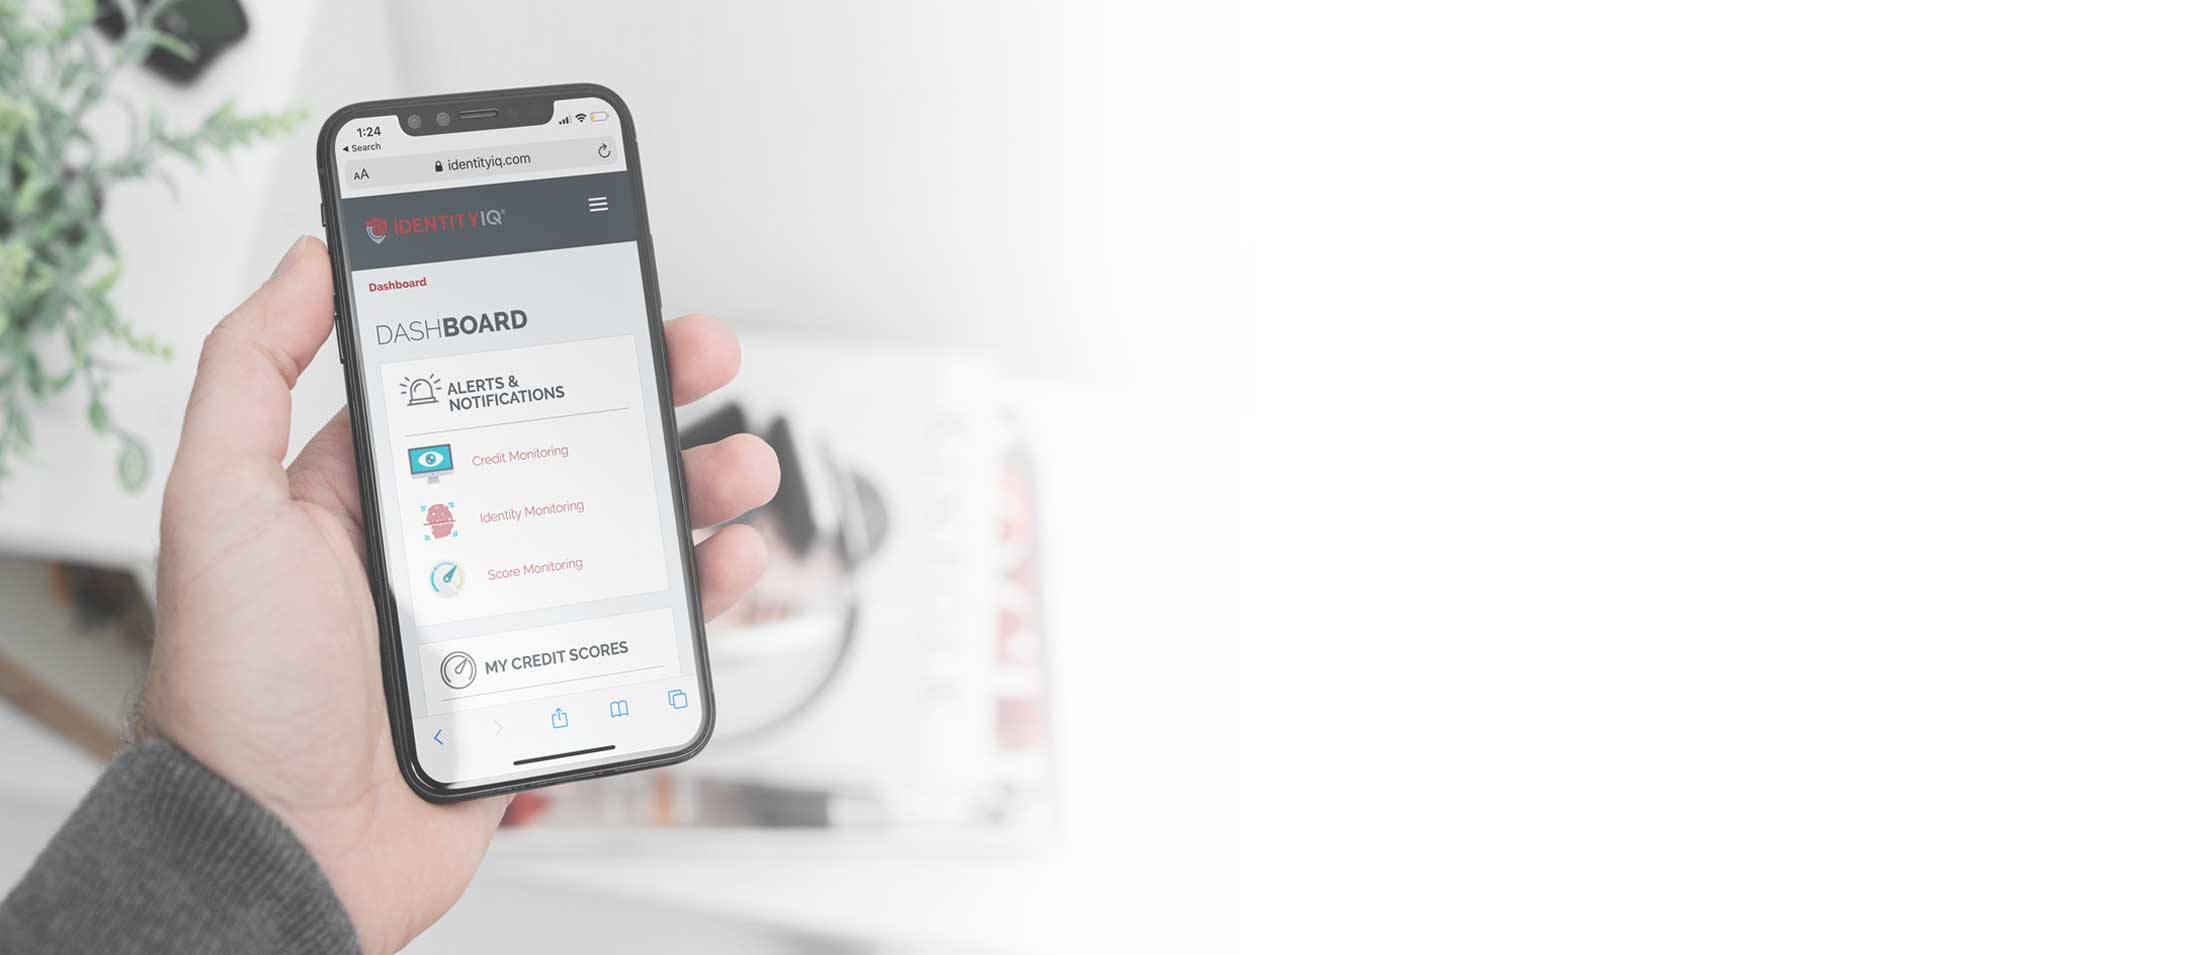 1:24
Search
AA
identityiq.com
IDENTITYIQ®
Dashboard
DASHBOARD
ALERTS &
NOTIFICATIONS
Credit Monitoring
Identity Monitoring
Score Monitoring
MY CREDIT SCORES